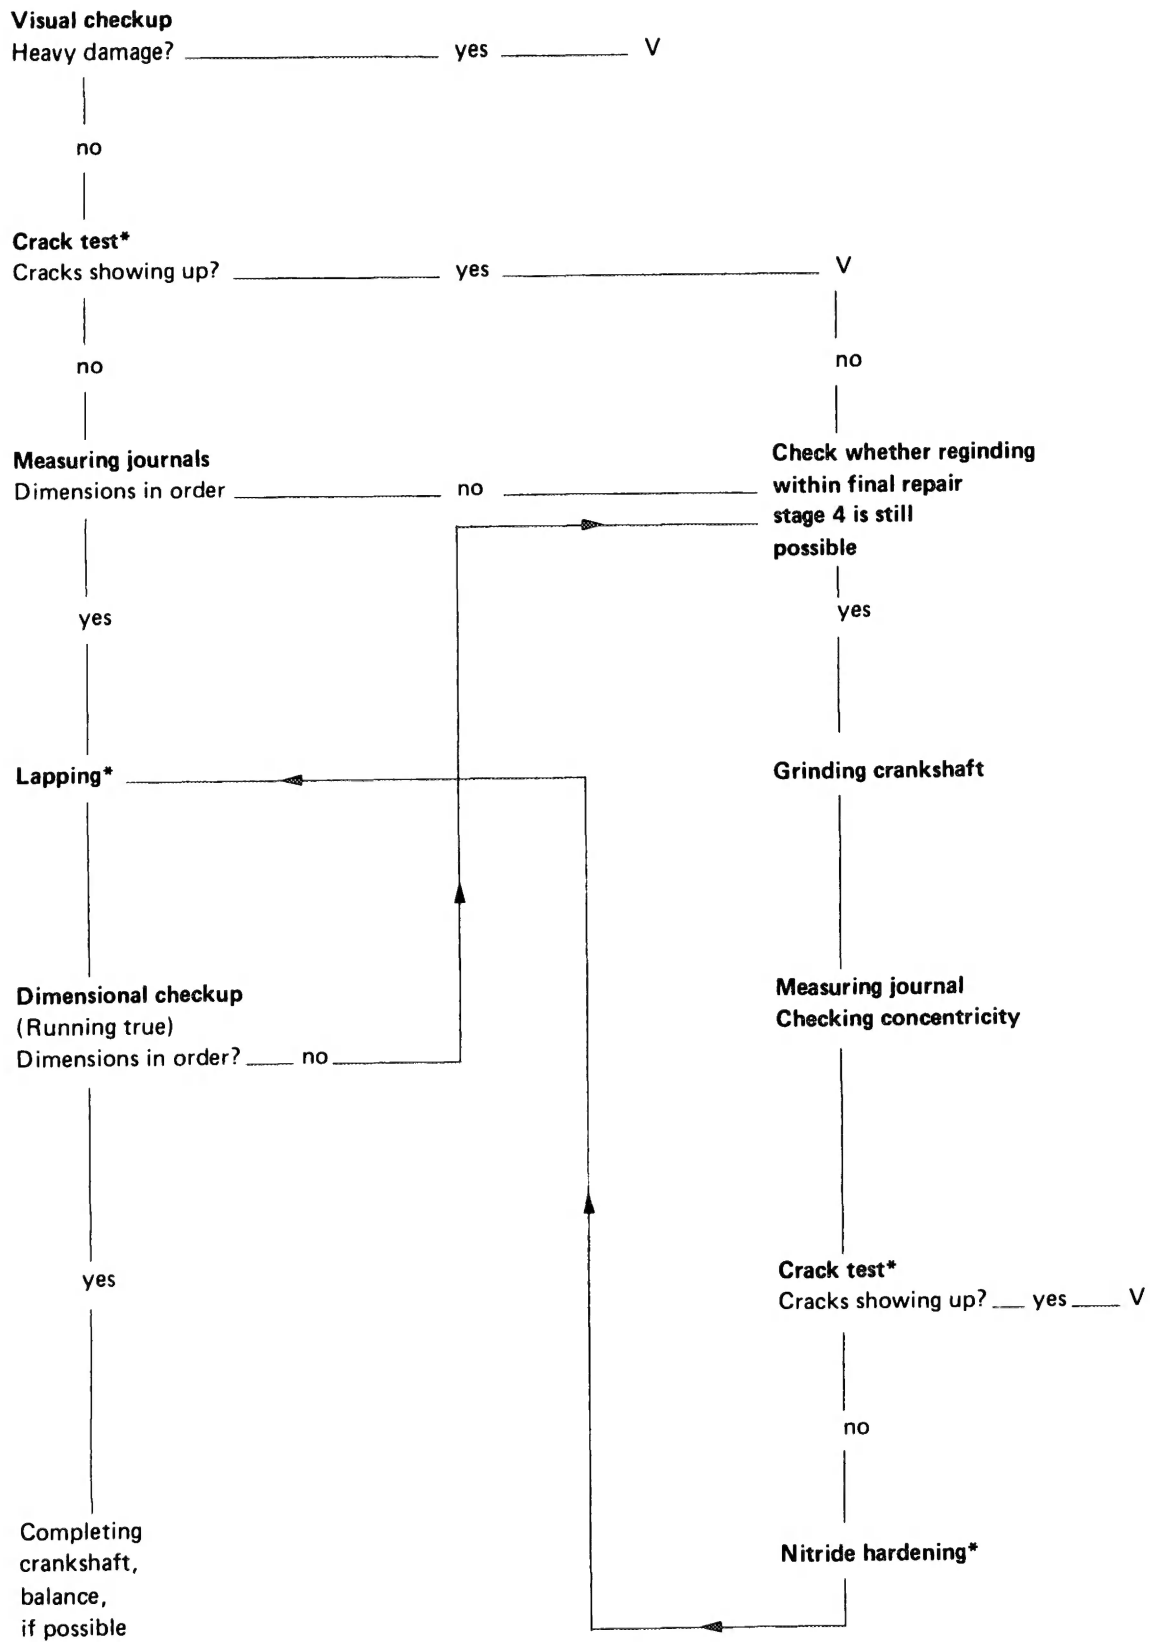 Visual checkup
Heavy damage? yes V
no
Crack test*
Cracks showing up? yes V
no
no
Measuring journals
Dimensions in order no
Check whether reginding
within final repair
stage 4 is still
possible
yes
yes
Lapping*
Grinding crankshaft
Dimensional checkup
(Running true)
Dimensions in order? no
Measuring journal
Checking concentricity
yes
Crack test*
Cracks showing up? yes V
no
Completing
crankshaft,
balance,
if possible
Nitride hardening*